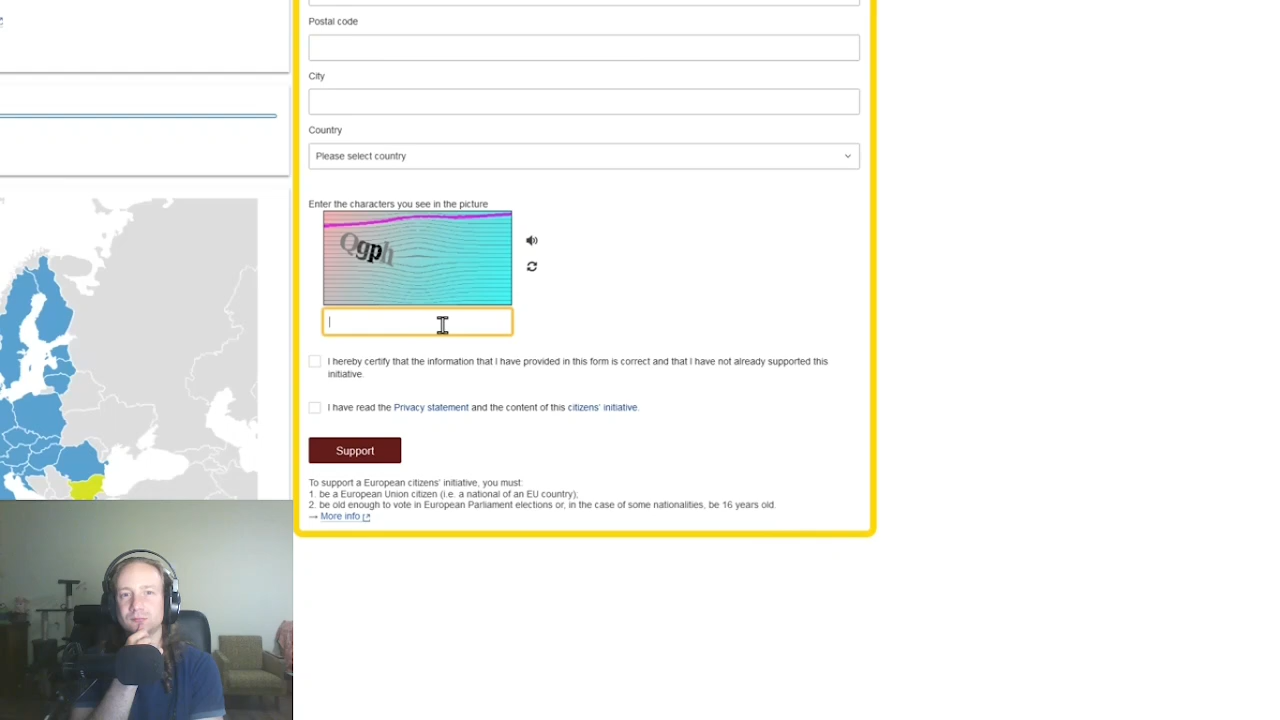 Postal code
City
Country
Please select country
Enter the characters you see in the picture
Qgph
I hereby certify that the information that I have provided in this form is correct and that I have not already supported this
initiative.
I have read the Privacy statement and the content of this citizens' initiative.
Support
To support a European citizens' initiative, you must:
1. be a European Union citizen (i.e. a national of an EU country);
2. be old enough to vote in European Parliament elections or, in the case of some nationalities, be 16 years old.
→ More info